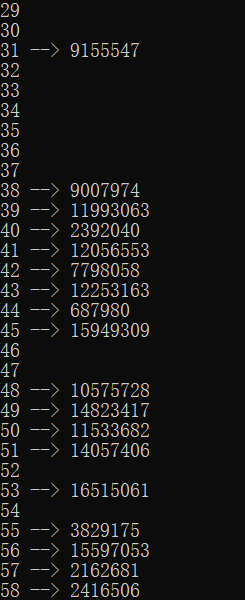 29
30
31 --> 9155547
32
33
34
35
36
37
38 --> 9007974
39 --> 11993063
40 --> 2392040
41 --> 12056553
42 --> 7798058
43 --> 12253163
44 --> 687980
45 --> 15949309
46
47
48 --> 10575728
49 --> 14823417
50 --> 11533682
51 --> 14057406
52
53 --> 16515061
54
55 --> 3829175
56 --> 15597053
57 --> 2162681
58 --> 2416506